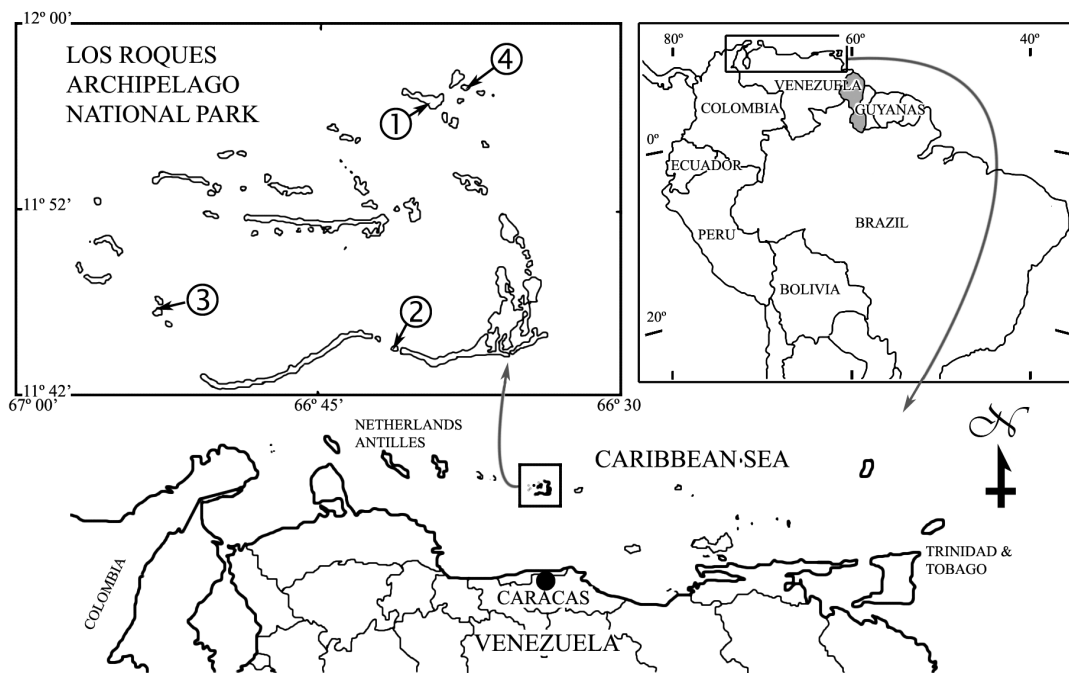 12º 00’
LOS ROQUES
ARCHIPELAGO
NATIONAL PARK
4
1
11º 52’
3
2
11º 42’
67º 00’
66º 45’
66º 30
80º
60º
40º
VENEZUELA
COLOMBIA
GUYANAS
0º
ECUADOR
BRAZIL
PERU
BOLIVIA
20º
NETHERLANDS
ANTILLES
CARIBBEAN SEA
N
COLOMBIA
TRINIDAD &
TOBAGO
CARACAS
VENEZUELA